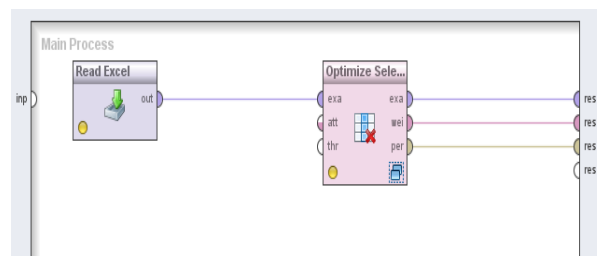 Main Process
Read Excel
Optimize Sele...
inp
out
exa
exa
res
att
wei
res
thr
per
res
res